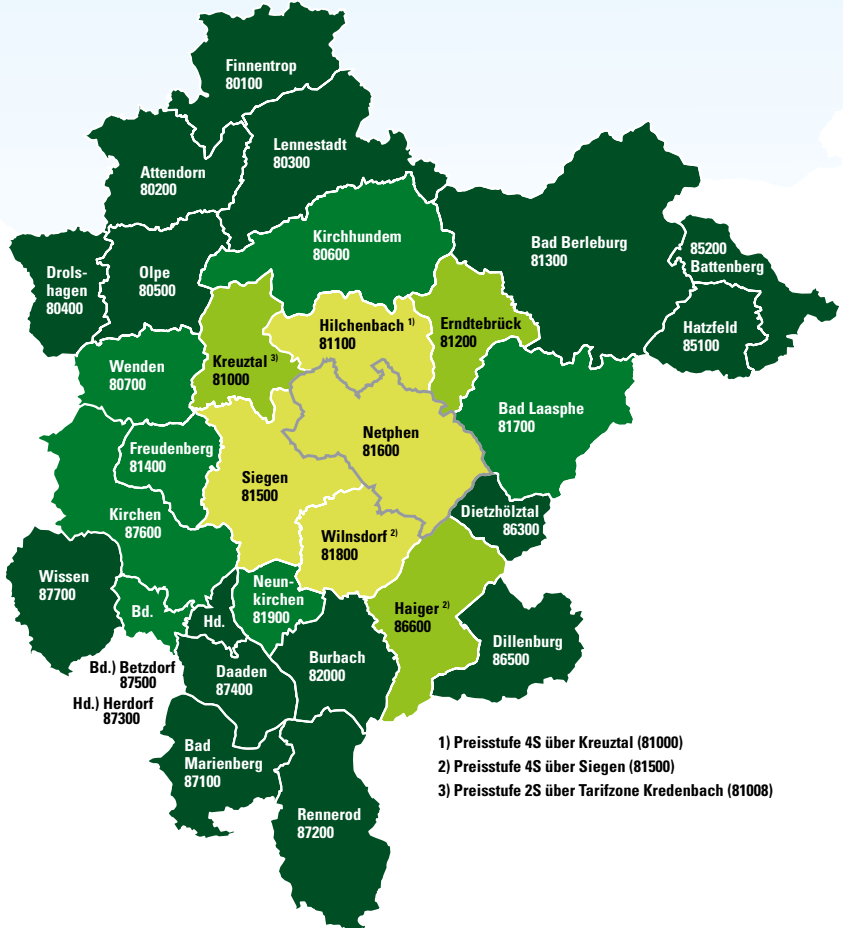 Finnentrop
80100
Lennestadt
80300
Attendorn
80200
Kirchhundem
80600
Bad Berleburg
81300
85200
Battenberg
Drols-
hagen
80400
Olpe
80500
Hatzfeld
85100
Hilchenbach 1)
81100
Erndtebrück
81200
Kreuztal 3)
81000
Wenden
80700
Bad Laasphe
81700
Netphen
81600
Freudenberg
81400
Siegen
81500
Dietzhölztal
86300
Kirchen
87600
Wilnsdorf 2)
81800
Wissen
87700
Neun-
kirchen
81900
Haiger 2)
86600
Bd.
Hd.
Dillenburg
86500
Burbach
82000
Bd.) Betzdorf
87500
Daaden
87400
Hd.) Herdorf
87300
Bad
Marienberg
87100
Rennerod
87200
1) Preisstufe 4S über Kreuztal (81000)
2) Preisstufe 4S über Siegen (81500)
3) Preisstufe 2S über Tarifzone Kredenbach (81008)